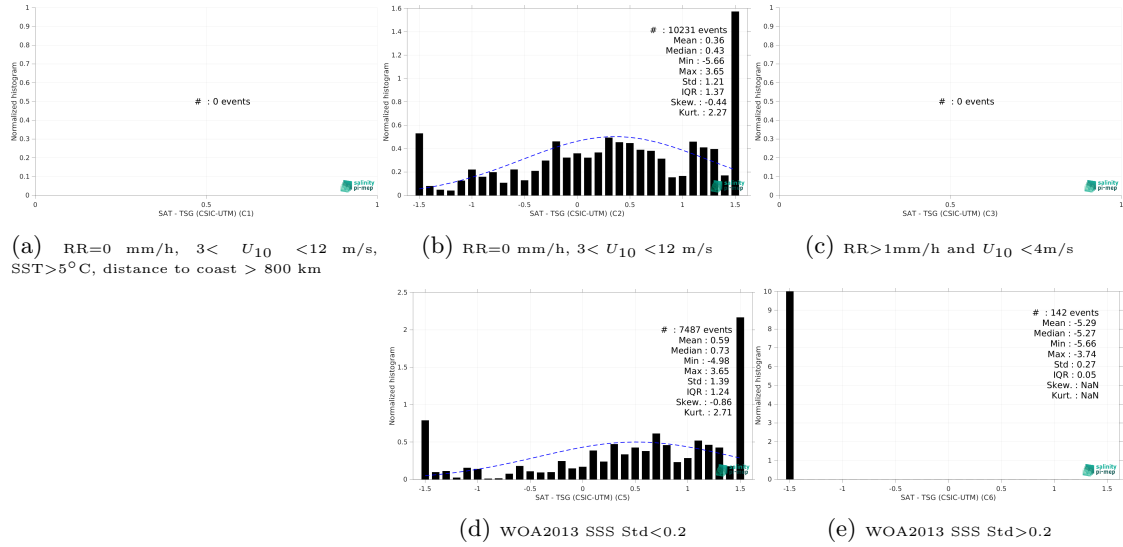 1
0.9
0.8
0.7
0.6
0.5
0.4
0.3
0.2
0.1
0
Normalized histogram
# : 0 events
salinity
pi-mep
0 0.5 1
SAT - TSG (CSIC-UTM) (C1)
(a) RR=0 mm/h, 3< U10 <12 m/s,
SST>5°C, distance to coast > 800 km
1.6
1.4
1.2
1
0.8
0.6
0.4
0.2
0
Normalized histogram
# : 10231 events
Mean : 0.36
Median : 0.43
Min : -5.66
Max : 3.65
Std : 1.21
IQR : 1.37
Skew. : -0.44
Kurt. : 2.27
salinity
pi-mep
-1.5 -1 -0.5 0 0.5 1 1.5
SAT - TSG (CSIC-UTM) (C2)
(b) RR=0 mm/h, 3< U10 <12 m/s
1
0.9
0.8
0.7
0.6
0.5
0.4
0.3
0.2
0.1
0
Normalized histogram
# : 0 events
salinity
pi-mep
0 0.5 1
SAT - TSG (CSIC-UTM) (C3)
(c) RR>1mm/h and U10 <4m/s
2.5
2
1.5
1
0.5
0
Normalized histogram
# : 7487 events
Mean : 0.59
Median : 0.73
Min : -4.98
Max : 3.65
Std : 1.39
IQR : 1.24
Skew. : -0.86
Kurt. : 2.71
salinity
pi-mep
-1.5 -1 -0.5 0 0.5 1 1.5
SAT - TSG (CSIC-UTM) (C5)
(d) WOA2013 SSS Std<0.2
10
9
8
7
6
5
4
3
2
1
0
Normalized histogram
# : 142 events
Mean : -5.29
Median : -5.27
Min : -5.66
Max : -3.74
Std : 0.27
IQR : 0.05
Skew. : NaN
Kurt. : NaN
salinity
pi-mep
-1.5 -1 -0.5 0 0.5 1 1.5
SAT - TSG (CSIC-UTM) (C6)
(e) WOA2013 SSS Std>0.2